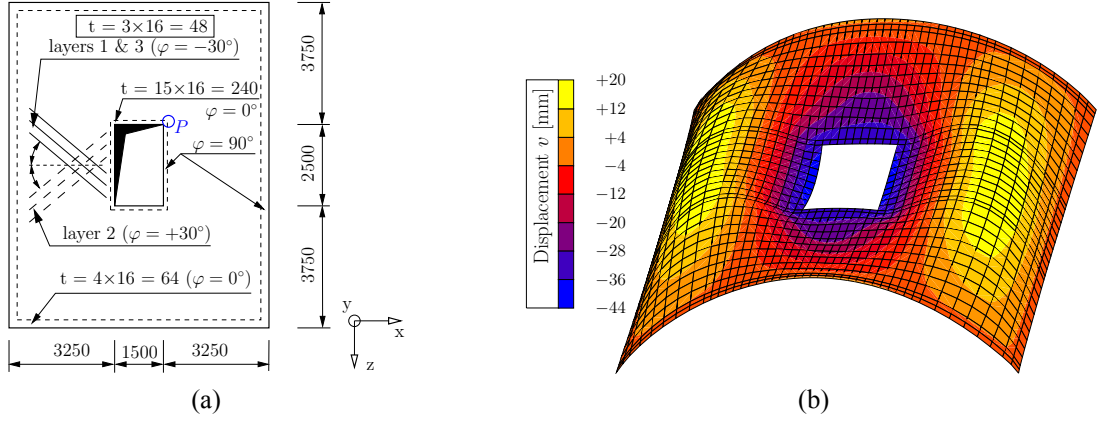 t = 3×16 = 48
layers 1 & 3 (φ = −30°)
t = 15×16 = 240
φ = 0°
P
φ = 90°
layer 2 (φ = +30°)
t = 4×16 = 64 (φ = 0°)
3750
2500
3750
3250
1500
3250
y
x
z
(a)
Displacement v [mm]
+20
+12
+4
−4
−12
−20
−28
−36
−44
(b)